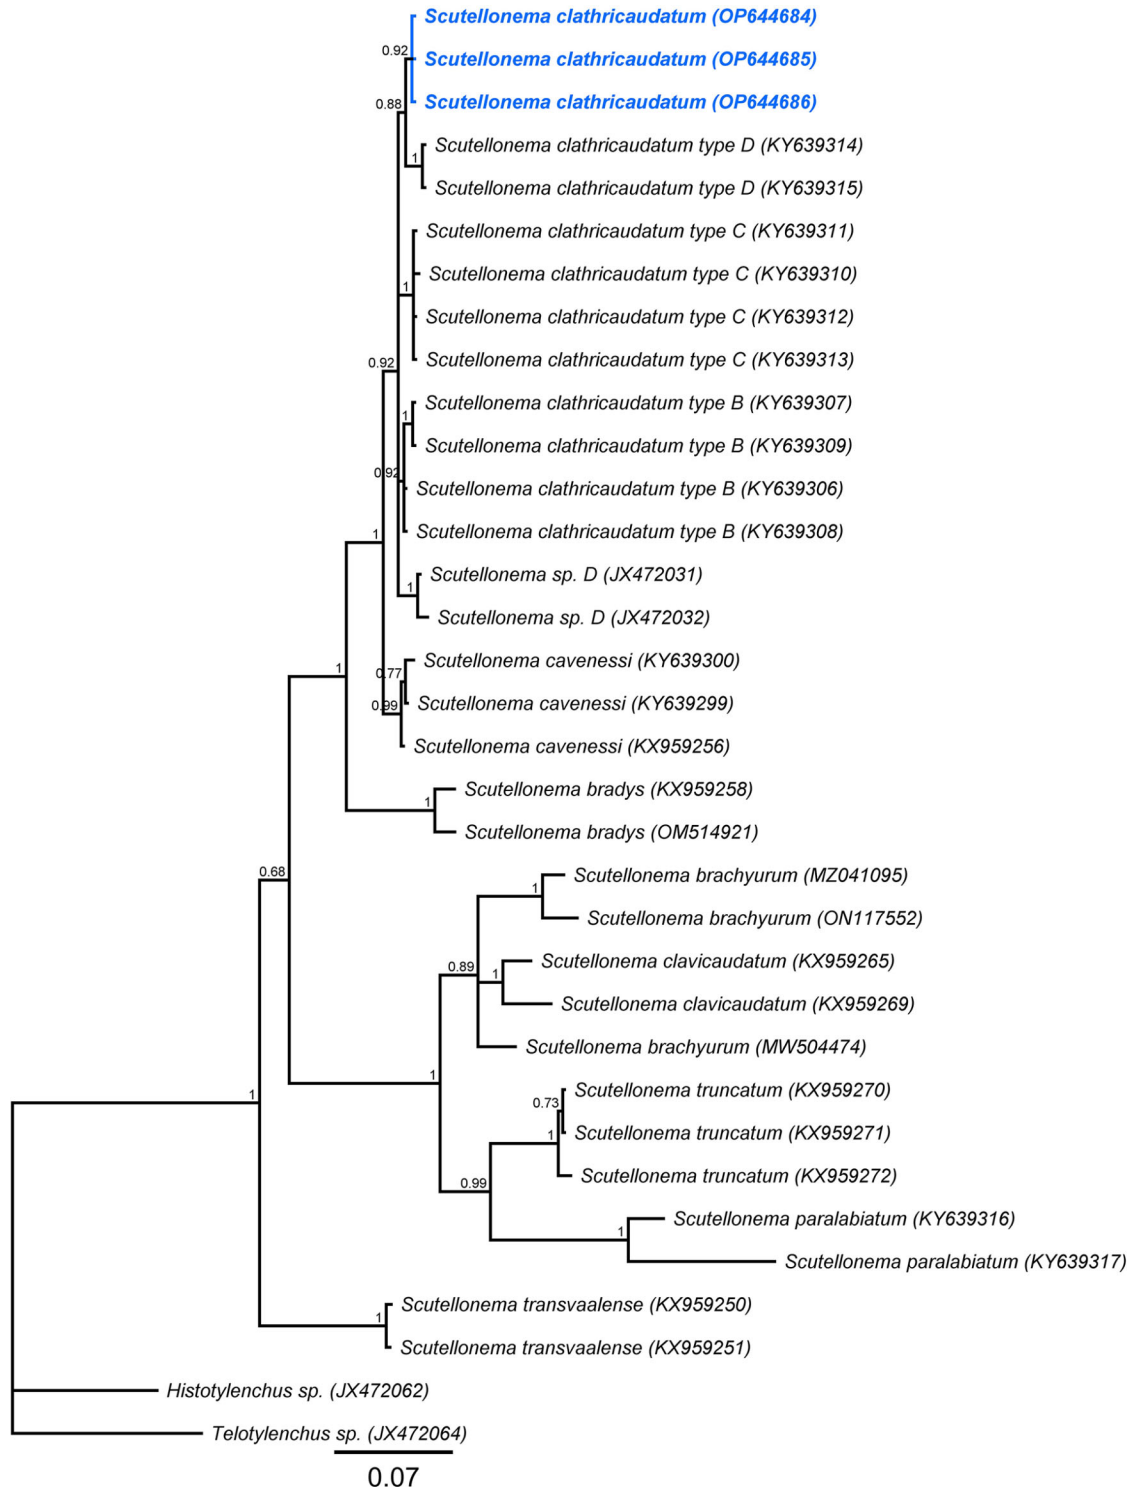 Scutellonema clathricaudatum (OP644684)
0.92
Scutellonema clathricaudatum (OP644685)
0.88
Scutellonema clathricaudatum (OP644686)
Scutellonema clathricaudatum type D (KY639314)
1
Scutellonema clathricaudatum type D (KY639315)
Scutellonema clathricaudatum type C (KY639311)
Scutellonema clathricaudatum type C (KY639310)
1
Scutellonema clathricaudatum type C (KY639312)
Scutellonema clathricaudatum type C (KY639313)
0.92
Scutellonema clathricaudatum type B (KY639307)
1
Scutellonema clathricaudatum type B (KY639309)
0.92
Scutellonema clathricaudatum type B (KY639306)
Scutellonema clathricaudatum type B (KY639308)
1
Scutellonema sp. D (JX472031)
1
Scutellonema sp. D (JX472032)
Scutellonema cavenessi (KY639300)
0.77
Scutellonema cavenessi (KY639299)
0.99
1
Scutellonema cavenessi (KX959256)
Scutellonema bradys (KX959258)
1
Scutellonema bradys (OM514921)
0.68
Scutellonema brachyurum (MZ041095)
1
Scutellonema brachyurum (ON117552)
Scutellonema clavicaudatum (KX959265)
0.89
1
Scutellonema clavicaudatum (KX959269)
Scutellonema brachyurum (MW504474)
1
Scutellonema truncatum (KX959270)
1
0.73
Scutellonema truncatum (KX959271)
1
Scutellonema truncatum (KX959272)
0.99
Scutellonema paralabiatum (KY639316)
1
Scutellonema paralabiatum (KY639317)
Scutellonema transvaalense (KX959250)
1
Scutellonema transvaalense (KX959251)
Histotylenchus sp. (JX472062)
Telotylenchus sp. (JX472064)
0.07